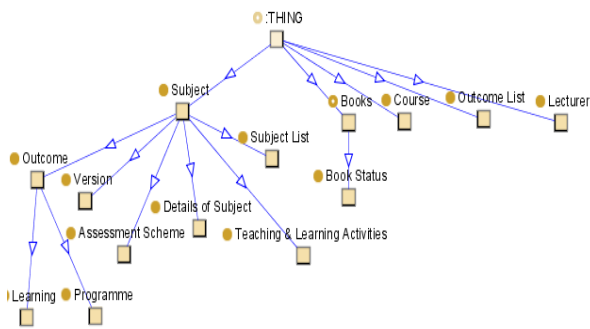 :THING
Subject
Books
Course
Outcome List
Lecturer
Subject List
Outcome
Version
Book Status
Details of Subject
Assessment Scheme
Teaching & Learning Activities
Learning
Programme